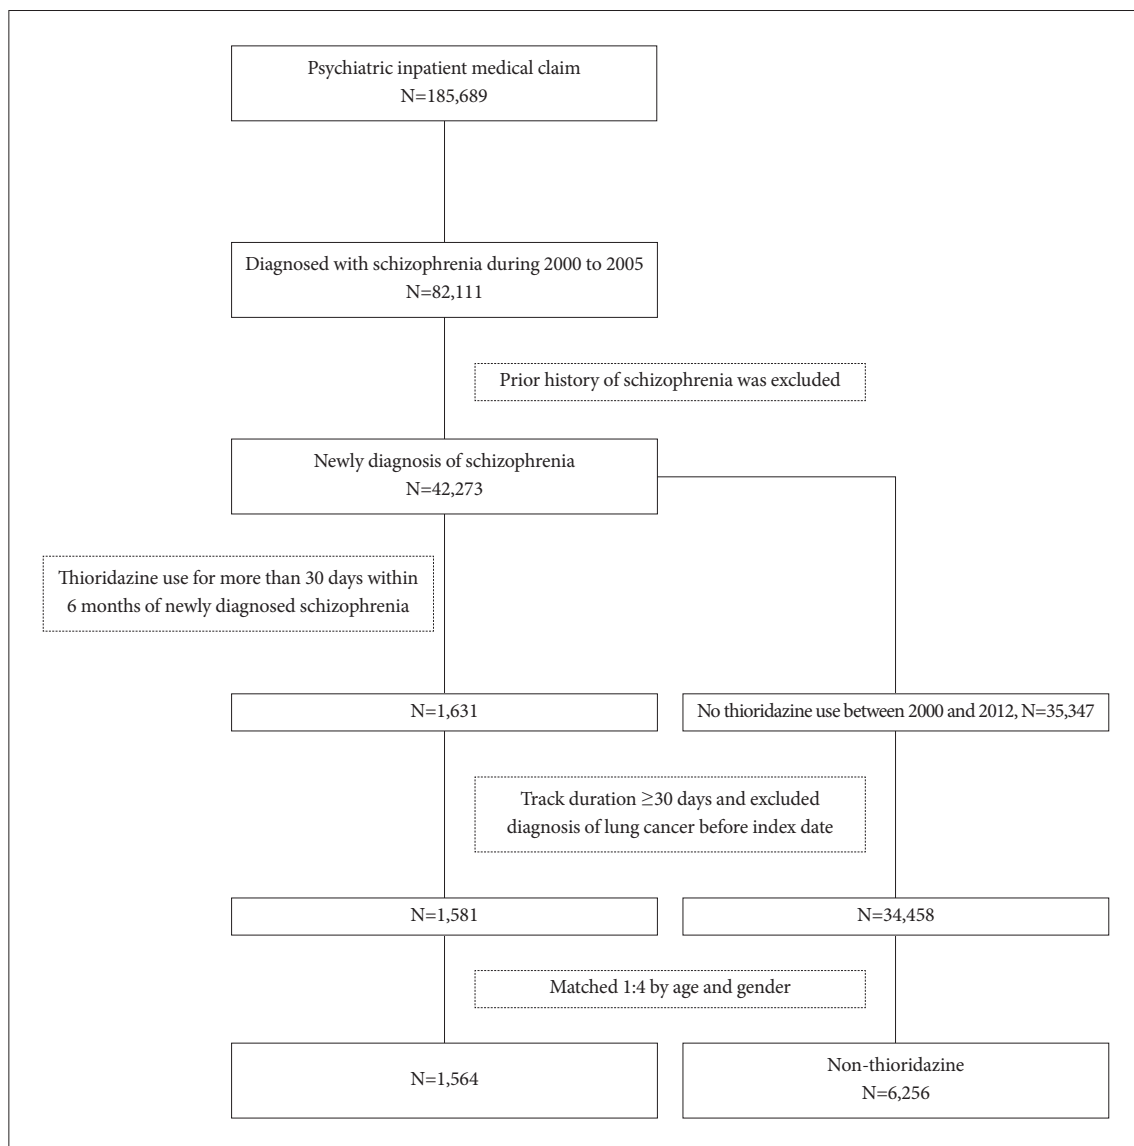 Psychiatric inpatient medical claim
N=185,689
Diagnosed with schizophrenia during 2000 to 2005
N=82,111
Prior history of schizophrenia was excluded
Newly diagnosis of schizophrenia
N=42,273
Thioridazine use for more than 30 days within
6 months of newly diagnosed schizophrenia
N=1,631
No thioridazine use between 2000 and 2012, N=35,347
Track duration ≥30 days and excluded
diagnosis of lung cancer before index date
N=1,581
N=34,458
Matched 1:4 by age and gender
N=1,564
Non-thioridazine
N=6,256